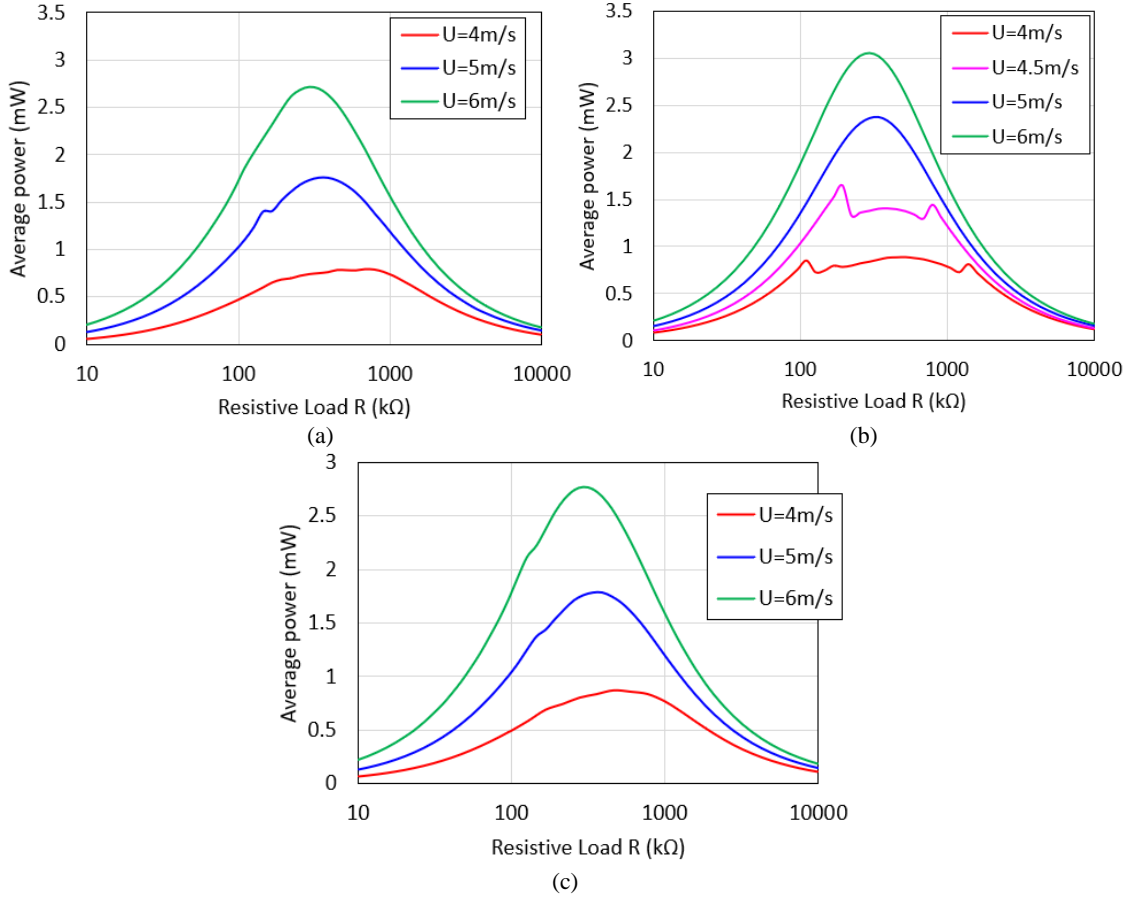 3.5
3
2.5
2
1.5
1
0.5
0
Average power (mW)
10
100
1000
10000
Resistive Load R (kΩ)
U=4m/s
U=5m/s
U=6m/s
(a)
3.5
3
2.5
2
1.5
1
0.5
0
Average power (mW)
10
100
1000
10000
Resistive Load R (kΩ)
U=4m/s
U=4.5m/s
U=5m/s
U=6m/s
(b)
3
2.5
2
1.5
1
0.5
0
Average power (mW)
10
100
1000
10000
Resistive Load R (kΩ)
U=4m/s
U=5m/s
U=6m/s
(c)